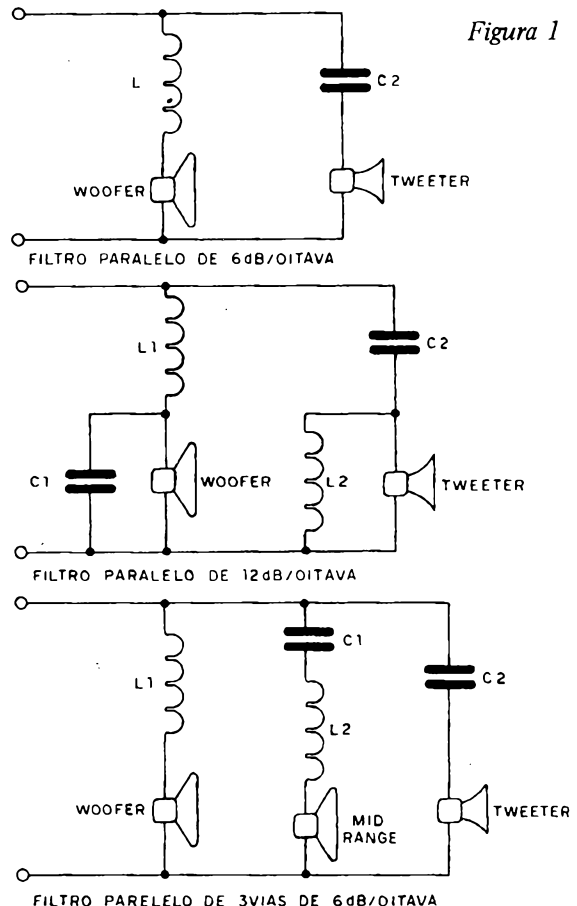 Figura 1
L
C2
WOOFER
TWEETER
FILTRO PARALELO DE 6dB/OITAVA
L1
C2
C1
WOOFER
L2
TWEETER
FILTRO PARALELO DE 12dB/OITAVA
L1
C1
C2
L2
WOOFER
MID
RANGE
TWEETER
FILTRO PARELELO DE 3VIAS DE 6dB/OITAVA